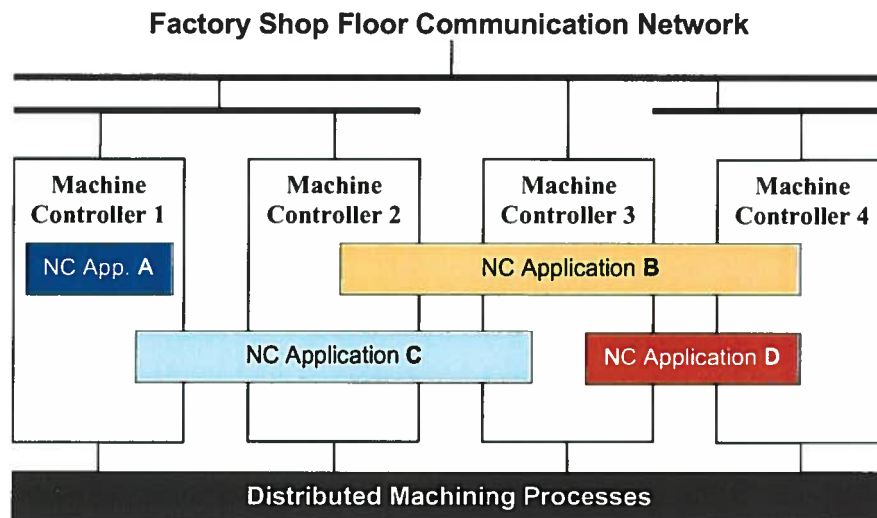 Factory Shop Floor Communication Network
Machine
Controller 1
Machine
Controller 2
Machine
Controller 3
Machine
Controller 4
NC App. A
NC Application B
NC Application C
NC Application D
Distributed Machining Processes